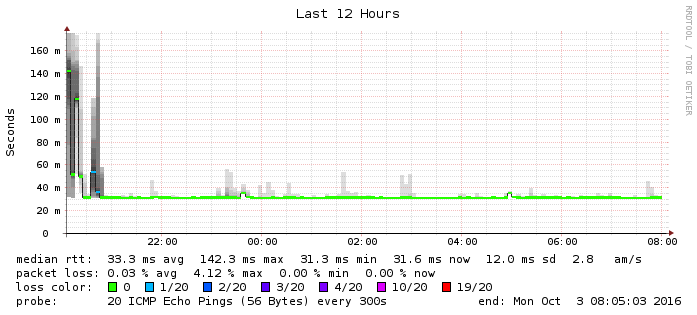 Last 12 Hours
RRDTOOL / TOBI OETIKER
Seconds
160 m
140 m
120 m
100 m
80 m
60 m
40 m
20 m
0
22:00 00:00 02:00 04:00 06:00 08:00
median rtt: 33.3 ms avg 142.3 ms max 31.3 ms min 31.6 ms now 12.0 ms sd 2.8 am/s
packet loss: 0.03 % avg 4.12 % max 0.00 % min 0.00 % now
loss color: 0 1/20 2/20 3/20 4/20 10/20 19/20
probe: 20 ICMP Echo Pings (56 Bytes) every 300s end: Mon Oct 3 08:05:03 2016